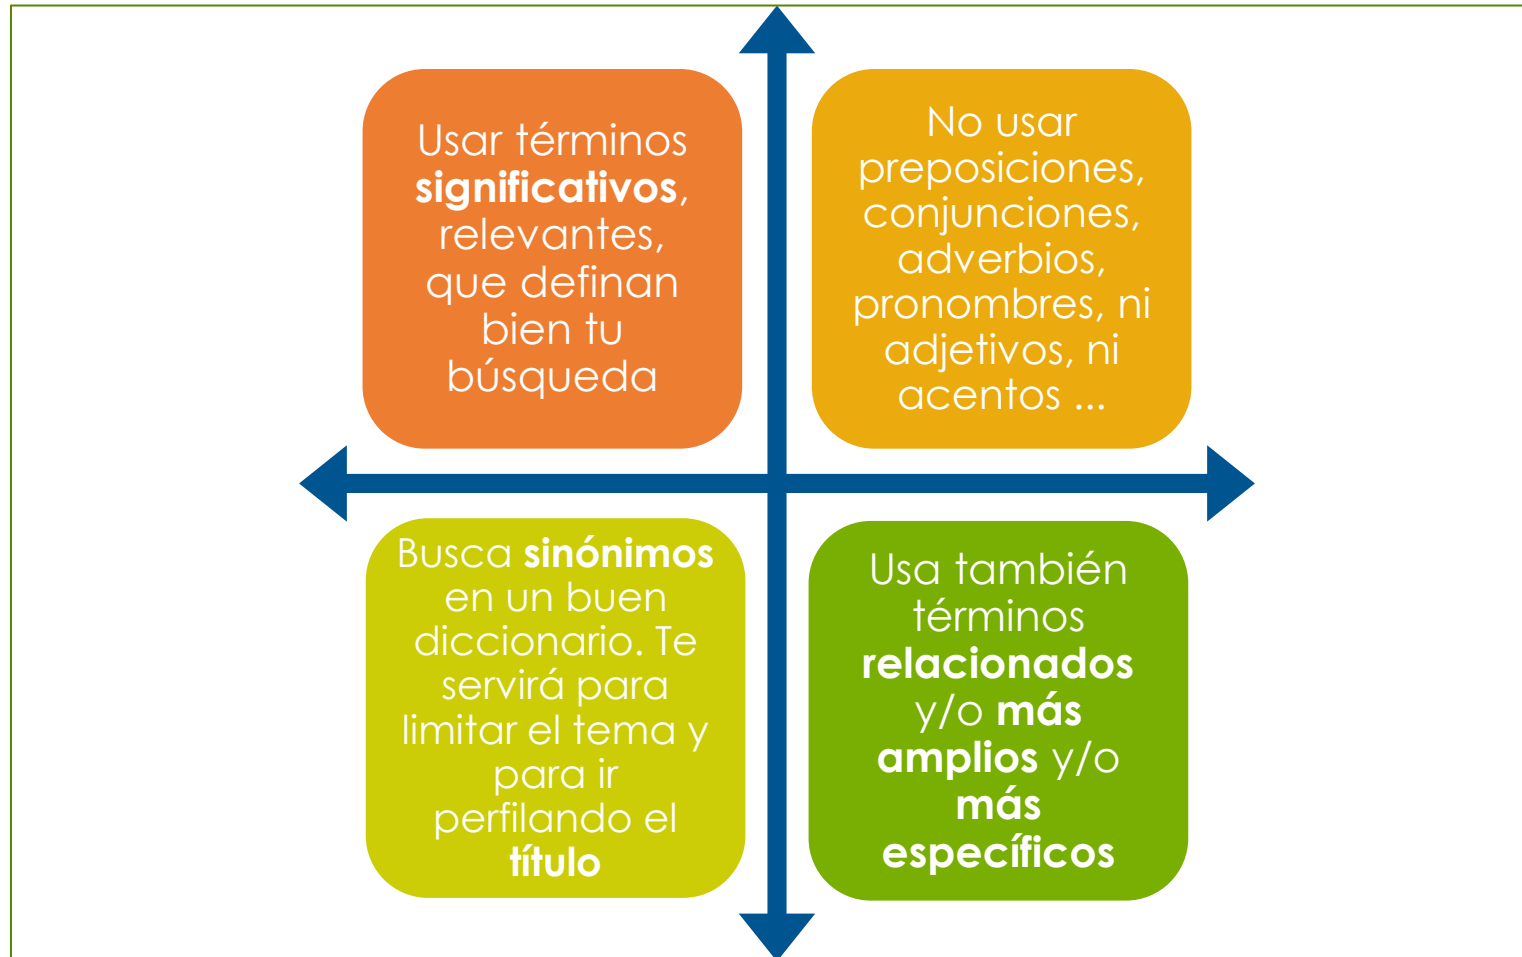 Usar términos
significativos,
relevantes,
que definan
bien tu
búsqueda
No usar
preposiciones,
conjunciones,
adverbios,
pronombres, ni
adjetivos, ni
acentos ...
Busca sinónimos
en un buen
diccionario. Te
servirá para
limitar el tema y
para ir
perfilando el
título
Usa también
términos
relacionados
y/o más
amplios y/o
más
específicos